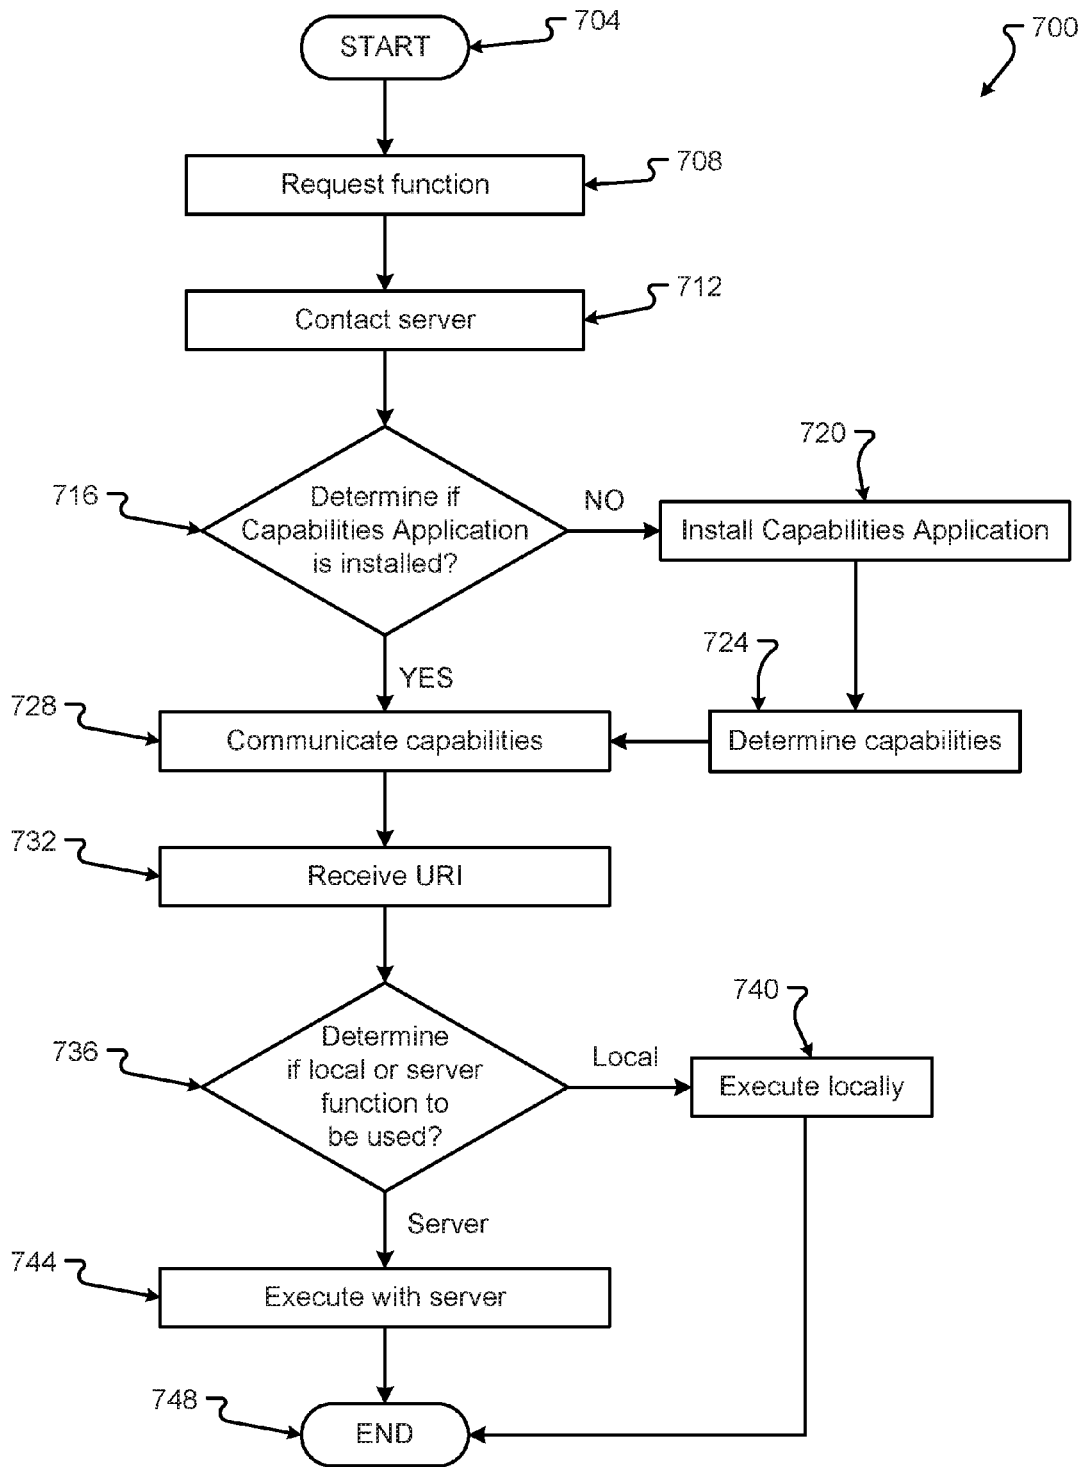 START
704
700
Request function
708
Contact server
712
716
Determine if
Capabilities Application
is installed?
NO
720
Install Capabilities Application
YES
724
728
Communicate capabilities
Determine capabilities
732
Receive URI
736
Determine
if local or server
function to
be used?
Local
740
Execute locally
Server
744
Execute with server
748
END